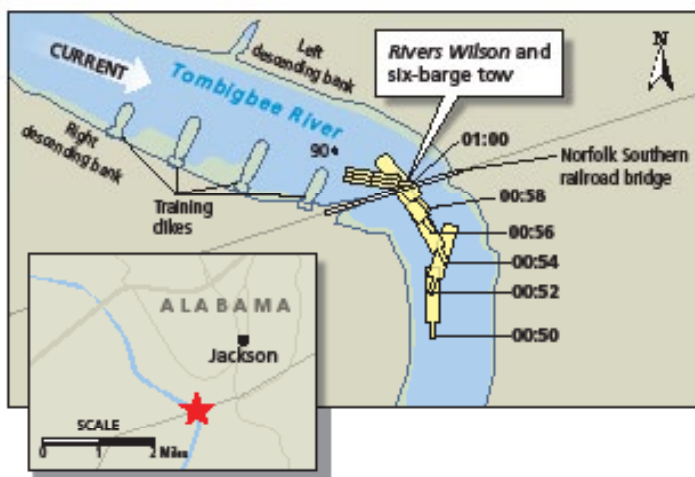 CURRENT
Left
descending bank
Tombigbee River
Rivers Wilson and
six-barge tow
N
Right
descending bank
90
01:00
Norfolk Southern
railroad bridge
Training
dikes
00:58
00:56
00:54
00:52
00:50
ALABAMA
Jackson
SCALE
0 1 2 Miles